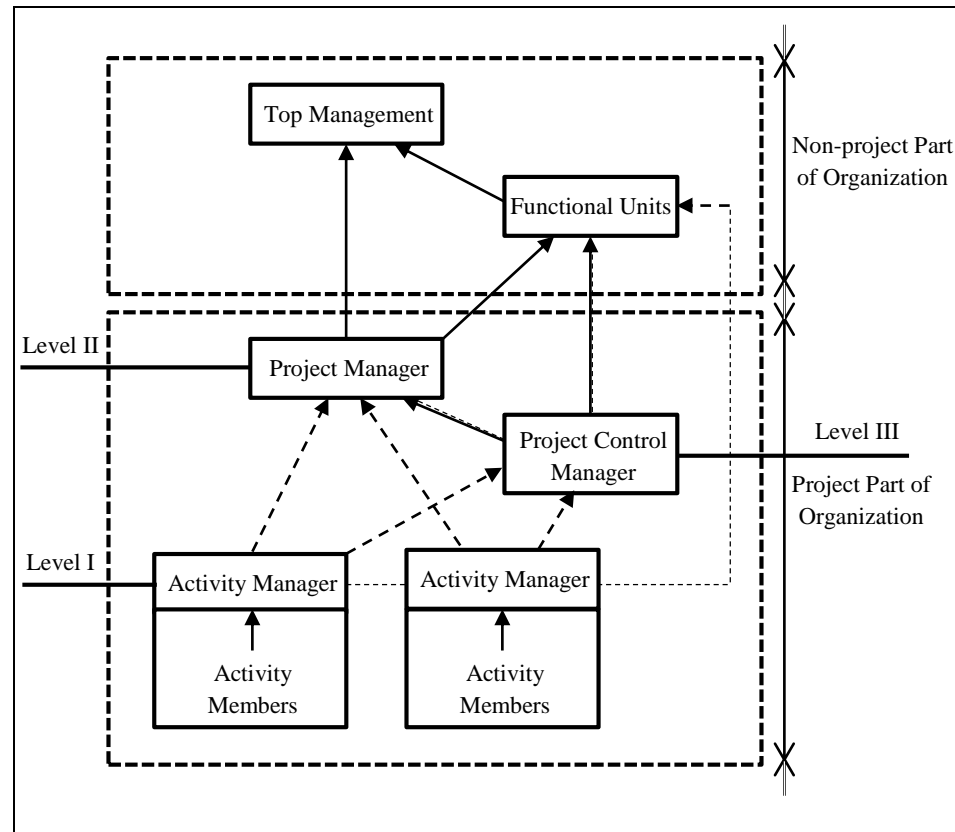 Top Management
Non-project Part
of Organization
Functional Units
Level II
Project Manager
Level III
Project Control
Manager
Project Part of
Organization
Level I
Activity Manager
Activity Manager
Activity
Members
Activity
Members